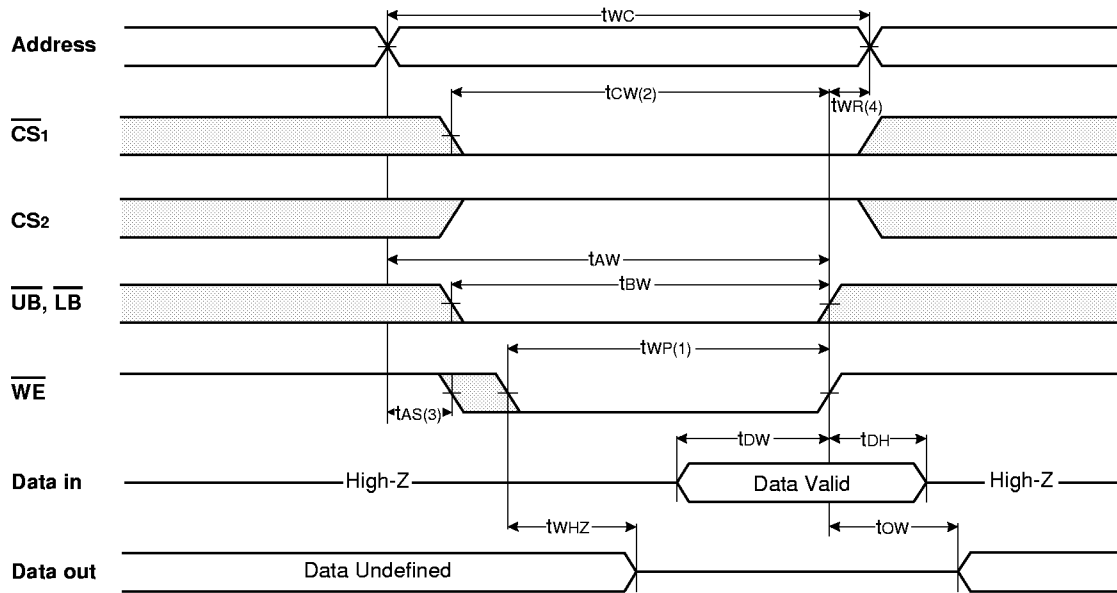 tWC
Address
tCW(2)
tWR(4)
CS1
CS2
tAW
UB, LB
tBW
tWP(1)
WE
tAS(3)
tDW
tDH
Data in
High-Z
Data Valid
High-Z
tWHZ
tOW
Data out
Data Undefined